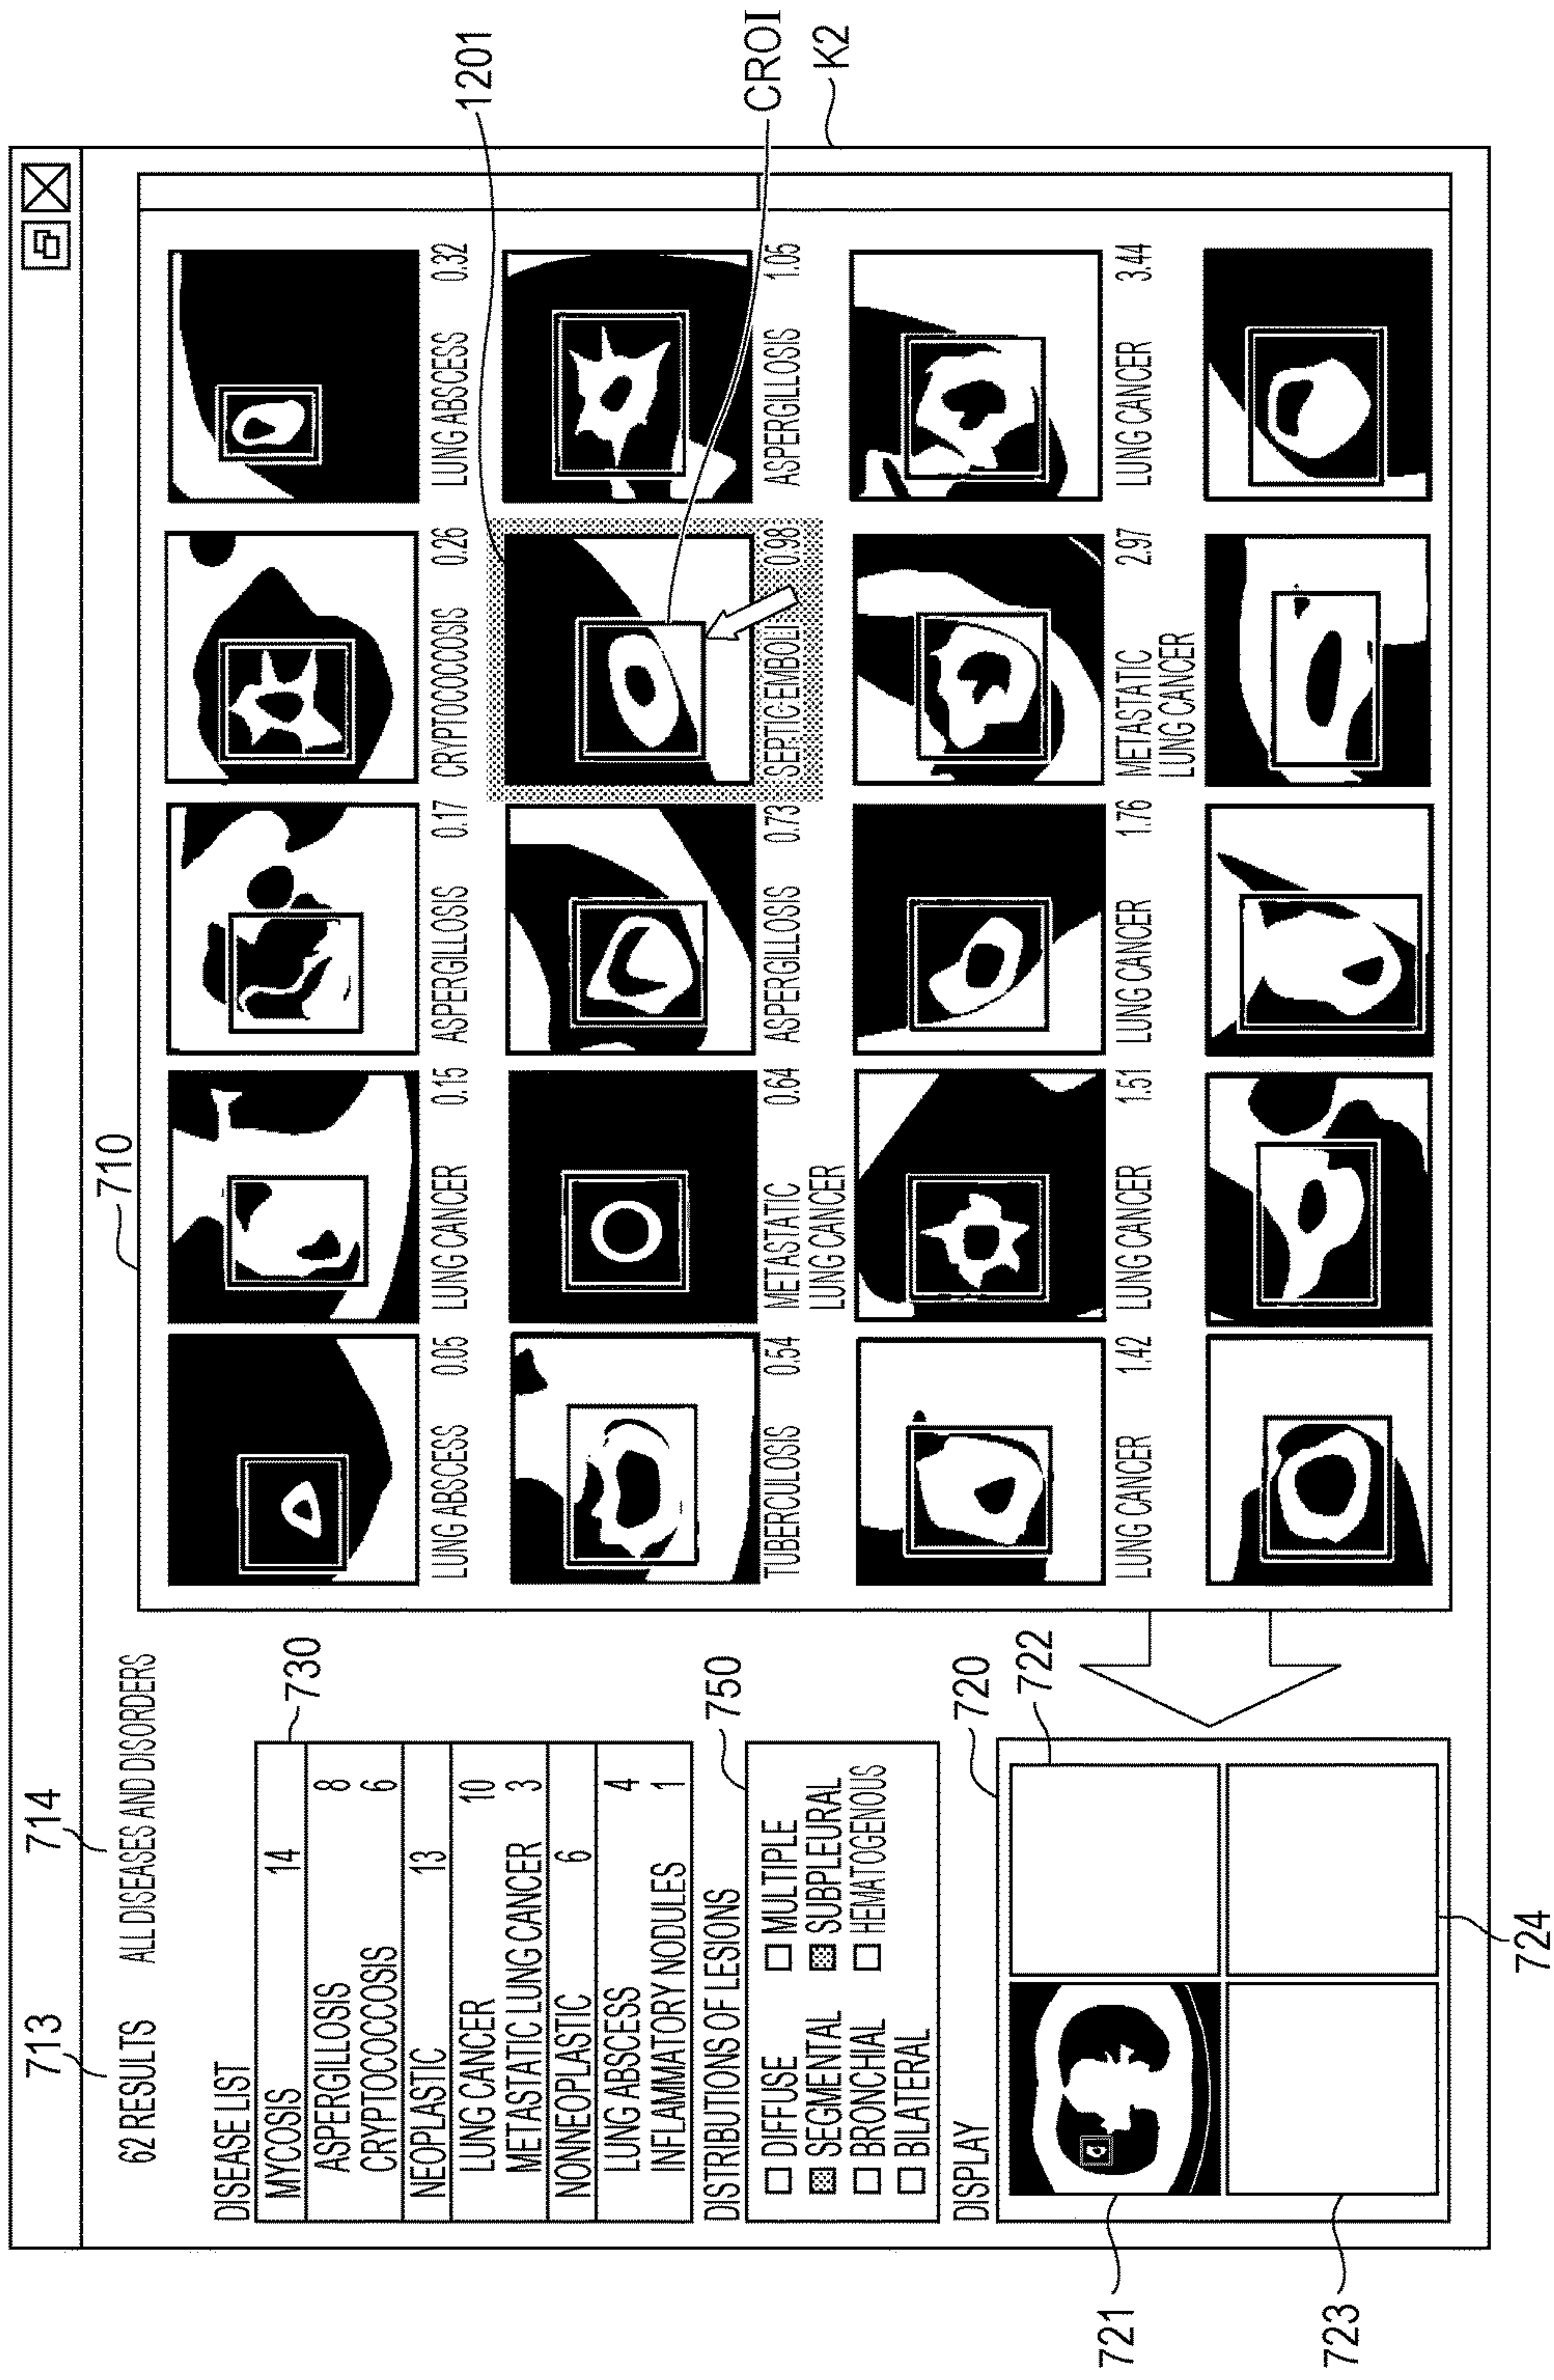 713
714
62 RESULTS
ALL DISEASES AND DISORDERS
710
DISEASE LIST
730
MYCOSIS 14
ASPERGILLOSIS 8
CRYPTOCOCCOSIS 6
NEOPLASTIC 13
LUNG CANCER 10
METASTATIC LUNG CANCER 3
NONNEOPLASTIC 6
LUNG ABSCESS 4
INFLAMMATORY NODULES 1
DISTRIBUTIONS OF LESIONS
750
DIFFUSE
MULTIPLE
SEGMENTAL
SUBPLEURAL
BRONCHIAL
HEMATOGENOUS
BILATERAL
DISPLAY
720
722
721
723
724
LUNG ABSCESS 0.05
LUNG CANCER 0.15
ASPERGILLOSIS 0.17
CRYPTOCOCCOSIS 0.26
LUNG ABSCESS 0.32
1201
TUBERCULOSIS 0.54
METASTATIC 0.64
LUNG CANCER
ASPERGILLOSIS 0.73
SEPTIC EMBOLI 0.98
ASPERGILLOSIS 1.05
CROI
K2
LUNG CANCER 1.42
LUNG CANCER 1.51
LUNG CANCER 1.76
METASTATIC 2.97
LUNG CANCER
LUNG CANCER 3.44